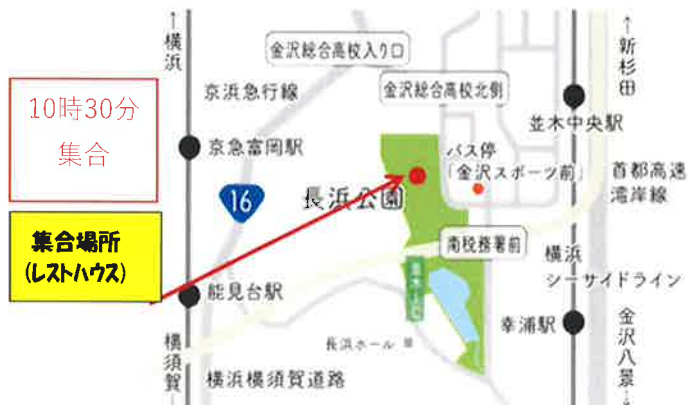 ↑横浜
金沢総合高校入り口
↑新杉田
10時30分
集合
京浜急行線
金沢総合高校北側
並木中央駅
京急富岡駅
バス停
「金沢スポーツ前」
首都高速
湾岸線
16
長浜公園
集合場所
(レストハウス)
南税務署前
横浜
シーサイドライン
能見台駅
幸浦駅
長浜ホール
横須賀↓
横浜横須賀道路
金沢八景↓